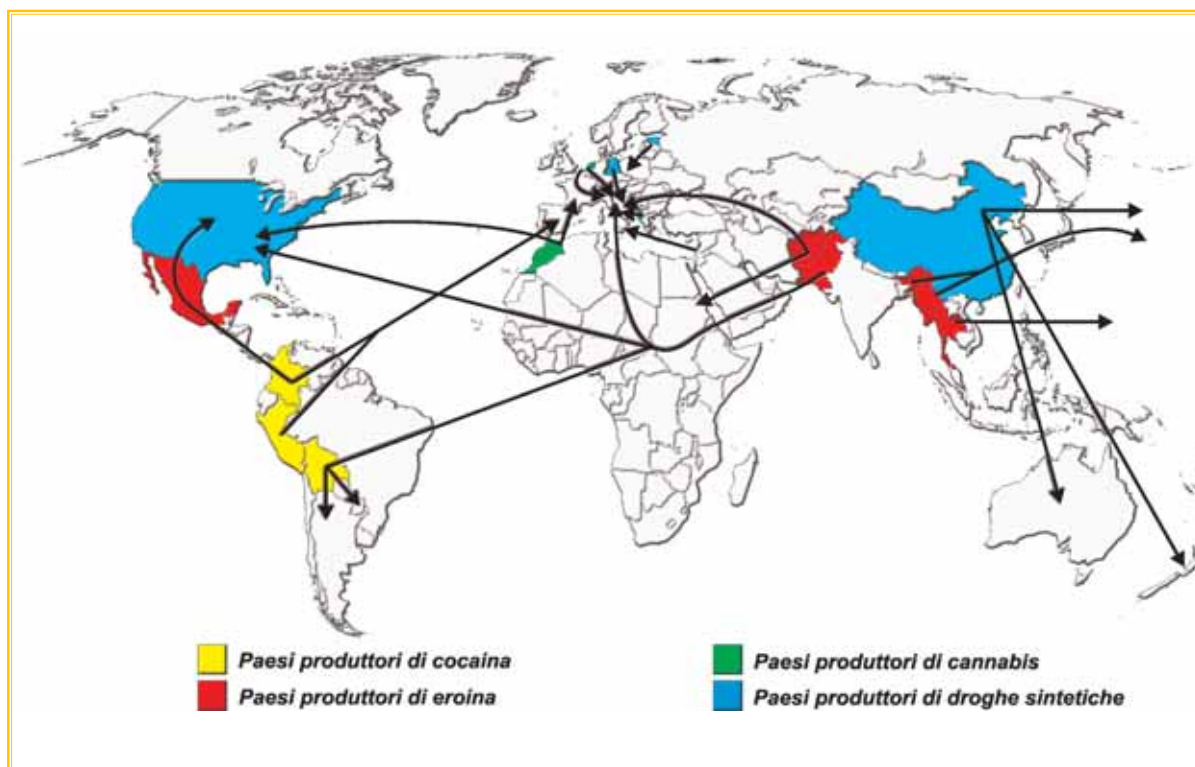 Paesi produttori di cocaina
Paesi produttori di eroina
Paesi produttori di cannabis
Paesi produttori di droghe sintetiche